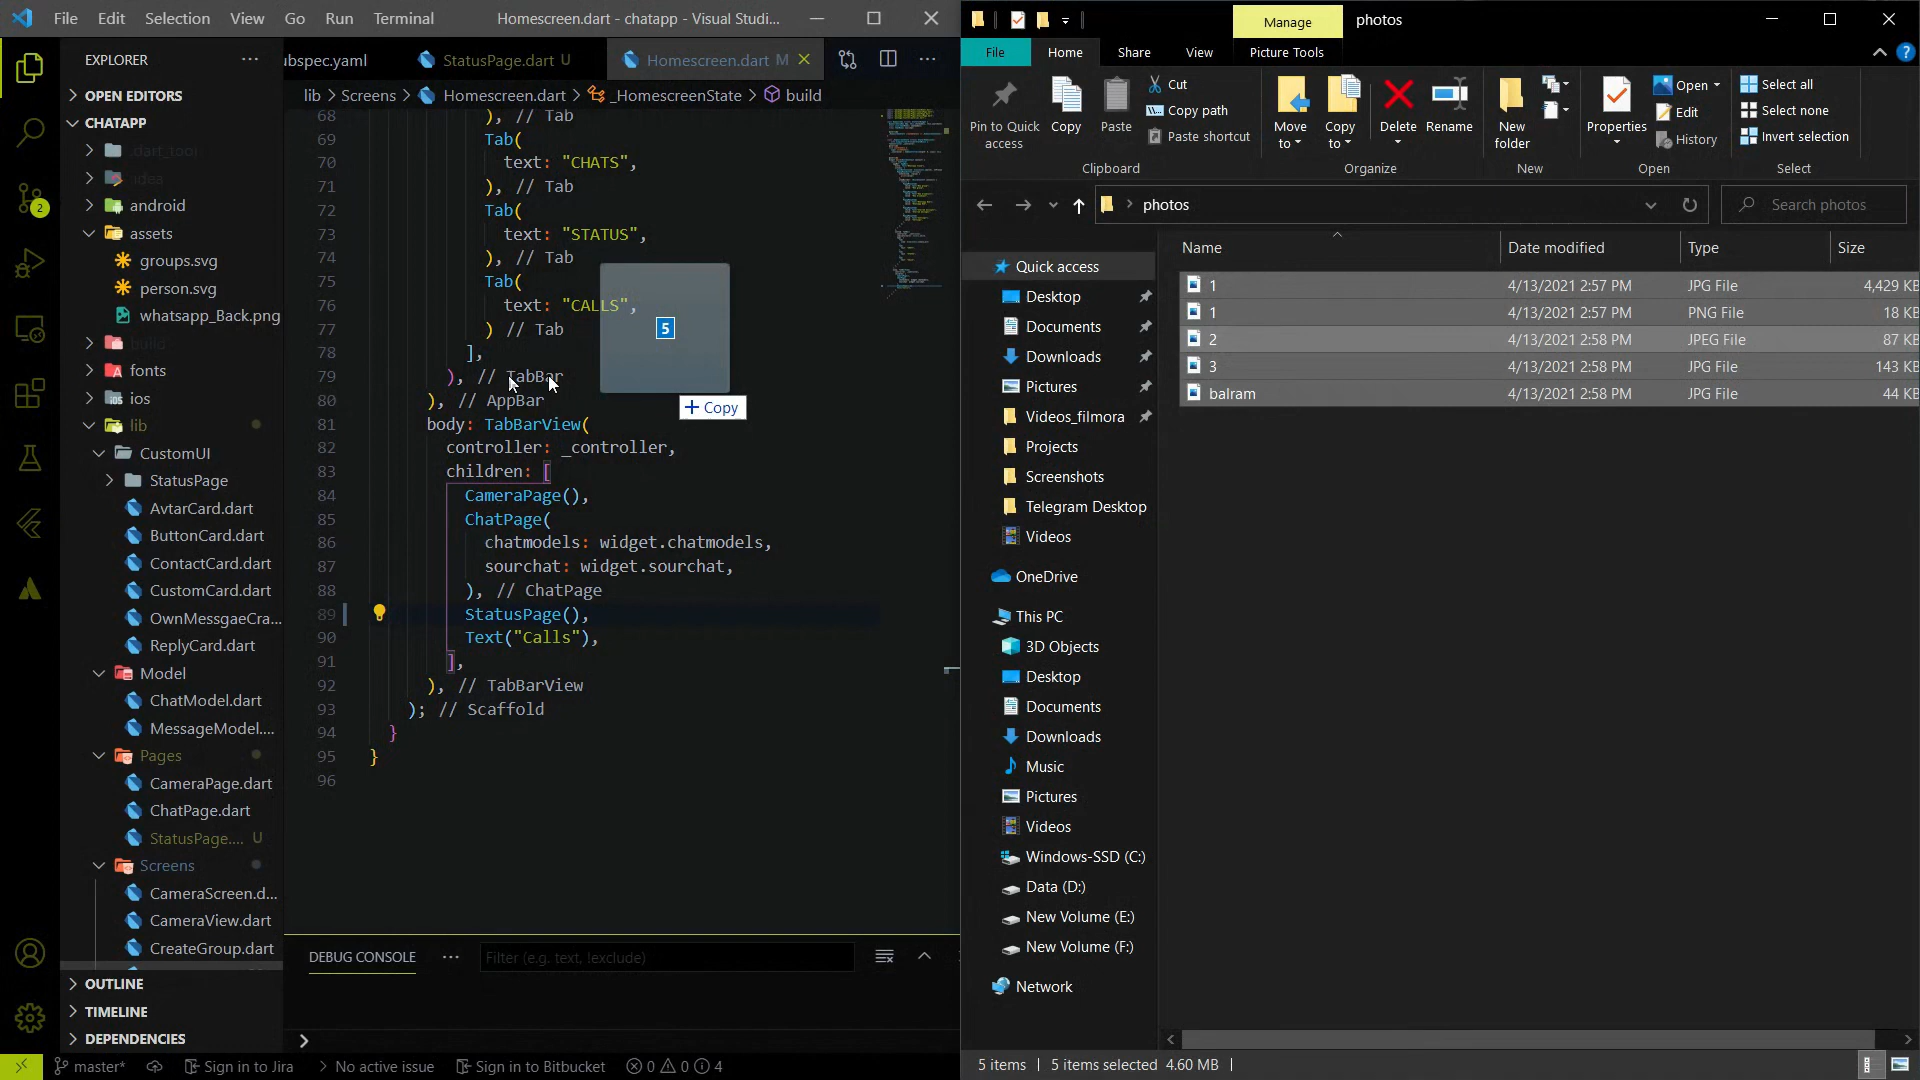 File Edit Selection View Go Run Terminal Homescreen.dart - chatapp - Visual Studi...
EXPLORER
OPEN EDITORS
CHATAPP
.dart_tool
.idea
android
assets
groups.svg
person.svg
whatsapp_Back.png
build
fonts
ios
lib
CustomUI
StatusPage
AvtarCard.dart
ButtonCard.dart
ContactCard.dart
CustomCard.dart
OwnMessgaeCra...
ReplyCard.dart
Model
ChatModel.dart
MessageModel....
Pages
CameraPage.dart
ChatPage.dart
StatusPage.... U
Screens
CameraScreen.d...
CameraView.dart
CreateGroup.dart
OUTLINE
TIMELINE
DEPENDENCIES
2
ubspec.yaml StatusPage.dart U Homescreen.dart M
lib > Screens > Homescreen.dart > _HomescreenState > build
68 ), // Tab
69 Tab(
70 text: "CHATS",
71 ), // Tab
72 Tab(
73 text: "STATUS",
74 ), // Tab
75 Tab(
76 text: "CALLS",
77 ) // Tab
78 ],
79 ), // TabBar
80 ), // AppBar
81 body: TabBarView(
82 controller: _controller,
83 children: [
84 CameraPage(),
85 ChatPage(
86 chatmodels: widget.chatmodels,
87 sourchat: widget.sourchat,
88 ), // ChatPage
89 StatusPage(),
90 Text("Calls"),
91 ],
92 ), // TabBarView
93 ); // Scaffold
94 }
95 }
96
5
+ Copy
DEBUG CONSOLE
Filter (e.g. text, !exclude)
master* Sign in to Jira No active issue Sign in to Bitbucket 0 0 4
Manage photos
File Home Share View Picture Tools
Pin to Quick access
Copy
Paste
Cut
Copy path
Paste shortcut
Clipboard
Move to
Copy to
Delete
Rename
Organize
New folder
New
Properties
Open
Edit
History
Open
Select all
Select none
Invert selection
Select
photos
Search photos
Name Date modified Type Size
1 4/13/2021 2:57 PM JPG File 4,429 KB
1 4/13/2021 2:57 PM PNG File 18 KB
2 4/13/2021 2:58 PM JPEG File 87 KB
3 4/13/2021 2:58 PM JPG File 143 KB
balram 4/13/2021 2:58 PM JPG File 44 KB
Quick access
Desktop
Documents
Downloads
Pictures
Videos_filmora
Projects
Screenshots
Telegram Desktop
Videos
OneDrive
This PC
3D Objects
Desktop
Documents
Downloads
Music
Pictures
Videos
Windows-SSD (C:)
Data (D:)
New Volume (E:)
New Volume (F:)
Network
5 items 5 items selected 4.60 MB